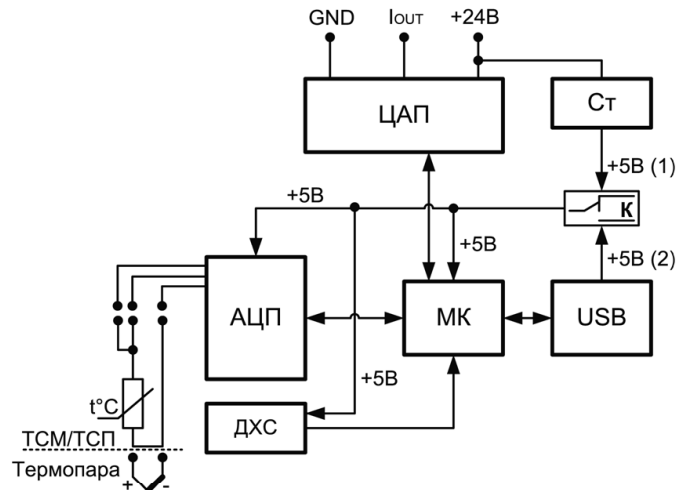 GND
IOUT
+24В
ЦАП
Ст
+5В (1)
+5В
К
+5В
+5В (2)
АЦП
МК
USB
+5В
t°C
ДХС
ТСМ/ТСП
Термопара
+ -